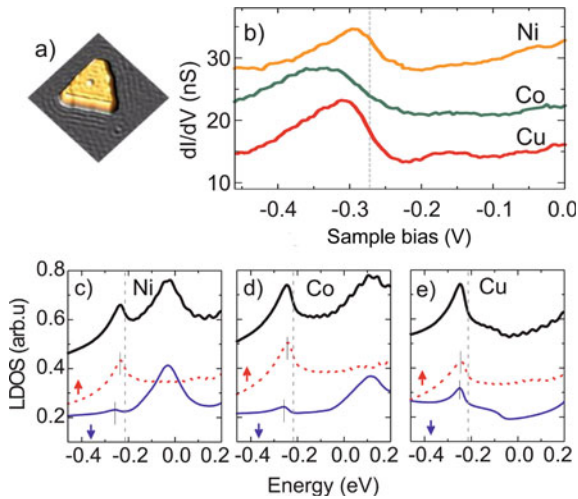 a)
b)
Ni
Co
Cu
dI/dV (nS)
30
20
10
-0.4 -0.3 -0.2 -0.1 0.0
Sample bias (V)
c) Ni
d) Co
e) Cu
LDOS (arb.u)
0.8
0.6
0.4
0.2
-0.4 -0.2 0.0 0.2 -0.4 -0.2 0.0 0.2 -0.4 -0.2 0.0 0.2
Energy (eV)